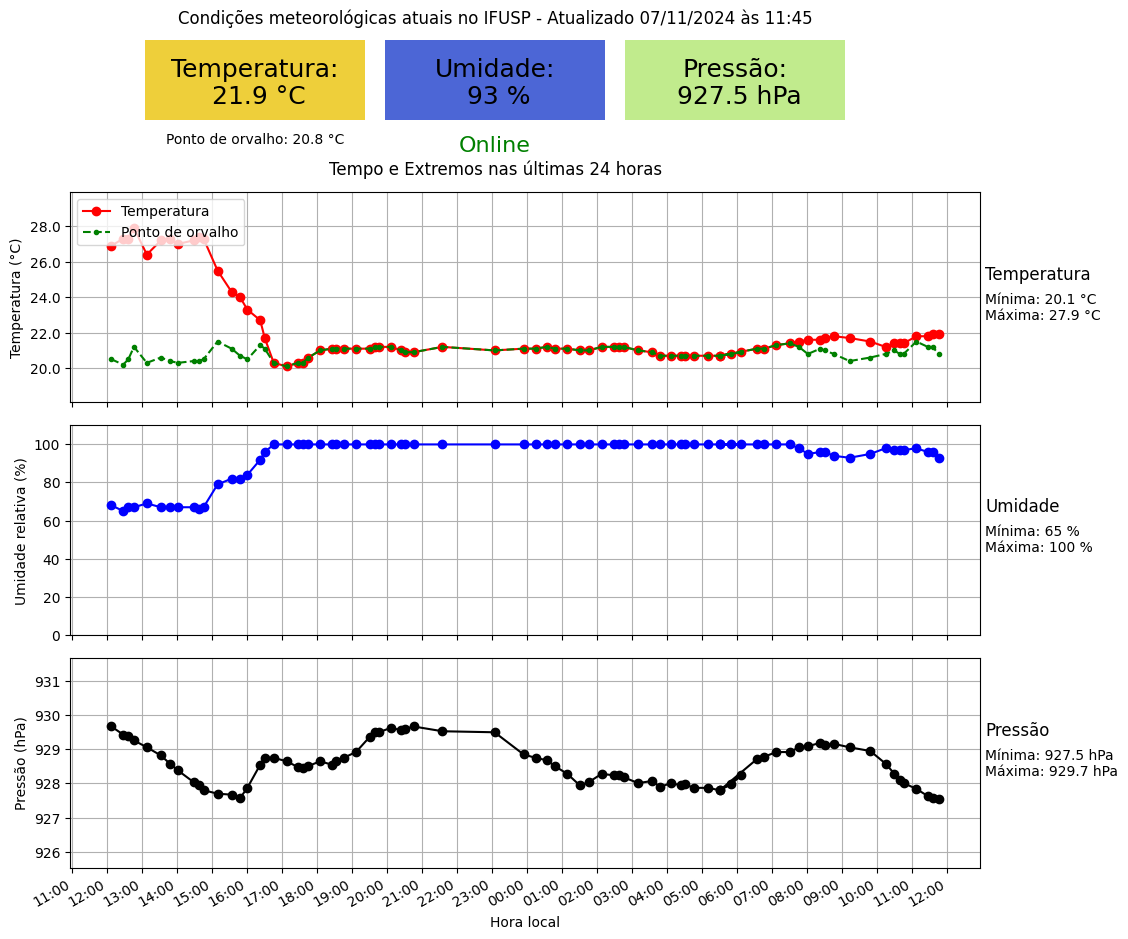 Condições meteorológicas atuais no IFUSP - Atualizado 07/11/2024 às 11:45
Temperatura:
21.9 °C
Umidade:
93 %
Pressão:
927.5 hPa
Ponto de orvalho: 20.8 °C
Online
Tempo e Extremos nas últimas 24 horas
Temperatura
Ponto de orvalho
Temperatura (°C)
28.0
26.0
24.0
22.0
20.0
Temperatura
Mínima: 20.1 °C
Máxima: 27.9 °C
Umidade relativa (%)
100
80
60
40
20
0
Umidade
Mínima: 65 %
Máxima: 100 %
Pressão (hPa)
931
930
929
928
927
926
Pressão
Mínima: 927.5 hPa
Máxima: 929.7 hPa
11:00 12:00 13:00 14:00 15:00 16:00 17:00 18:00 19:00 20:00 21:00 22:00 23:00 00:00 01:00 02:00 03:00 04:00 05:00 06:00 07:00 08:00 09:00 10:00 11:00 12:00
Hora local